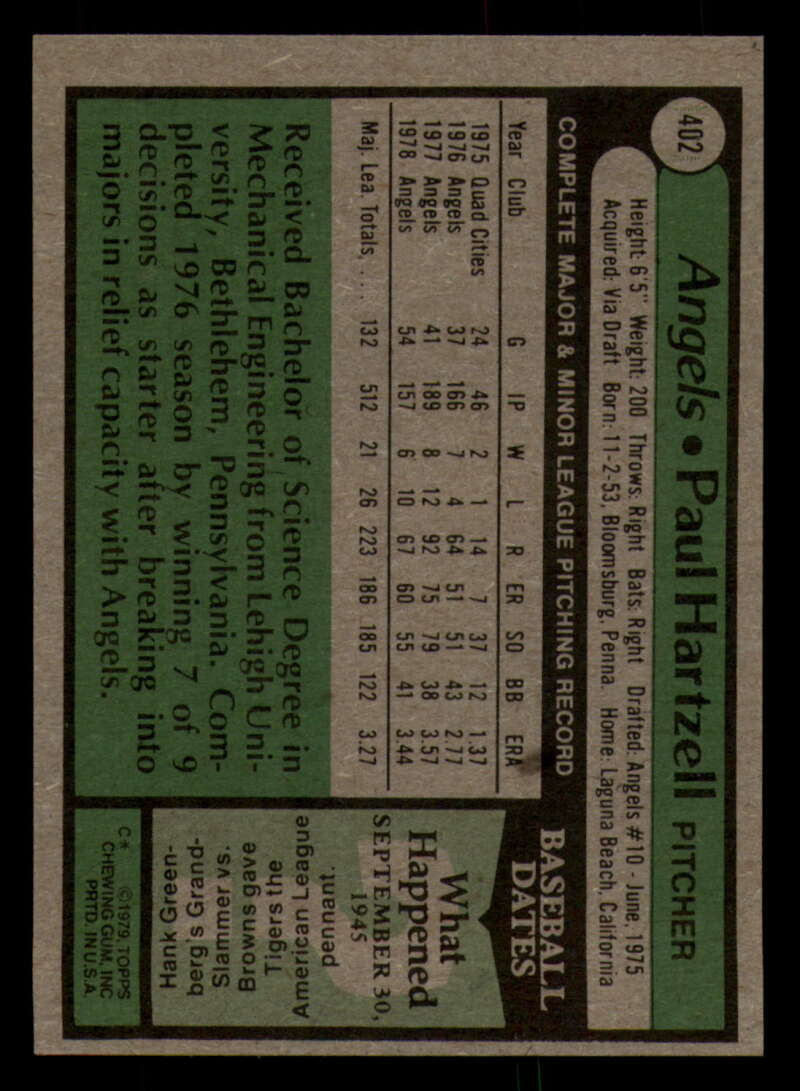 402
Angels • Paul Hartzell PITCHER
Height: 6'5" Weight: 200 Throws: Right Bats: Right Drafted: Angels #10 - June, 1975
Acquired: Via Draft Born: 11-2-53, Bloomsburg, Penna. Home: Laguna Beach, California
COMPLETE MAJOR & MINOR LEAGUE PITCHING RECORD
Year Club G IP W L R ER SO BB ERA
1975 Quad Cities 24 46 2 1 14 7 37 12 1.37
1976 Angels 37 166 7 4 64 51 51 43 2.77
1977 Angels 41 189 8 12 92 75 79 38 3.57
1978 Angels 54 157 6 10 67 60 55 41 3.44
Maj. Lea. Totals . . . . 132 512 21 26 223 186 185 122 3.27
Received Bachelor of Science Degree in
Mechanical Engineering from Lehigh Uni-
versity, Bethlehem, Pennsylvania. Com-
pleted 1976 season by winning 7 of 9
decisions as starter after breaking into
majors in relief capacity with Angels.
BASEBALL
DATES
What
Happened
SEPTEMBER 30,
1945
Hank Green-
berg's Grand-
Slammer vs.
Browns gave
Tigers the
American League
pennant.
C* ©1979, TOPPS
CHEWING GUM, INC
PRTD. IN U.S.A.